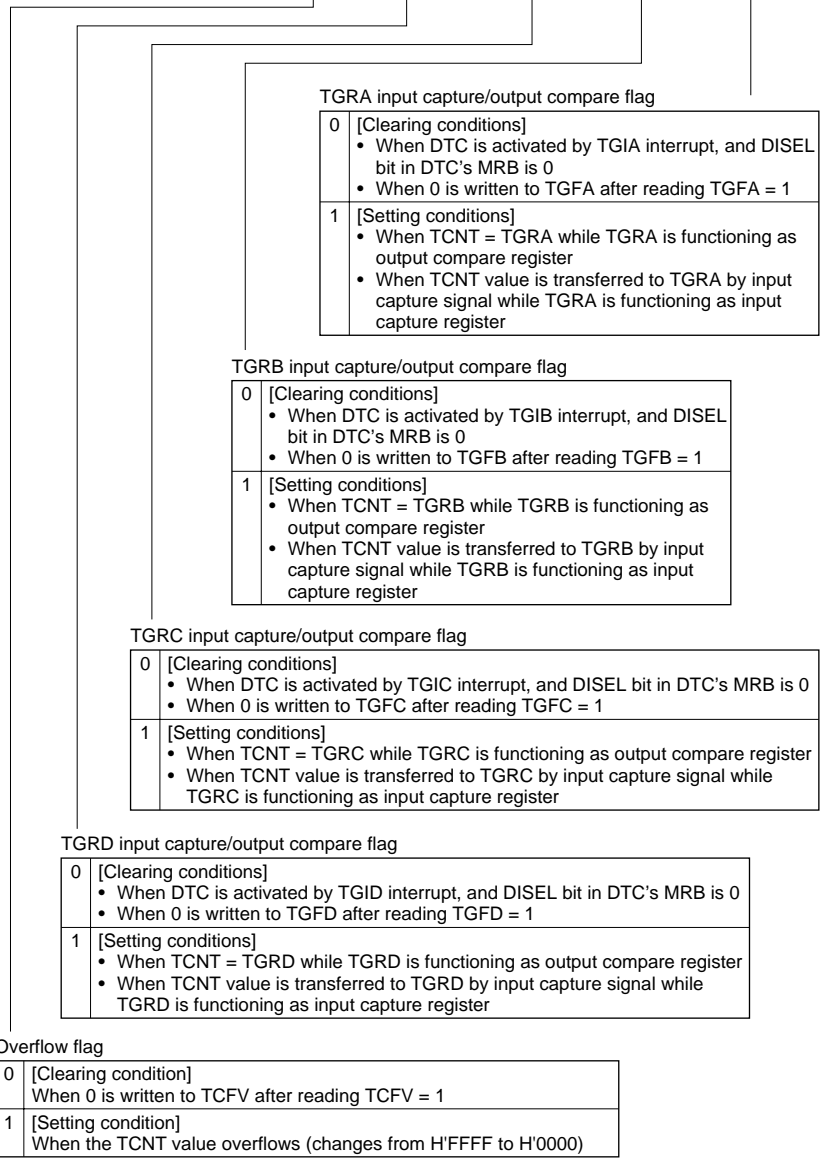 TGRA input capture/output compare flag
0 [Clearing conditions]
• When DTC is activated by TGIA interrupt, and DISEL
bit in DTC's MRB is 0
• When 0 is written to TGFA after reading TGFA = 1
1 [Setting conditions]
• When TCNT = TGRA while TGRA is functioning as
output compare register
• When TCNT value is transferred to TGRA by input
capture signal while TGRA is functioning as input
capture register
TGRB input capture/output compare flag
0 [Clearing conditions]
• When DTC is activated by TGIB interrupt, and DISEL
bit in DTC's MRB is 0
• When 0 is written to TGFB after reading TGFB = 1
1 [Setting conditions]
• When TCNT = TGRB while TGRB is functioning as
output compare register
• When TCNT value is transferred to TGRB by input
capture signal while TGRB is functioning as input
capture register
TGRC input capture/output compare flag
0 [Clearing conditions]
• When DTC is activated by TGIC interrupt, and DISEL bit in DTC's MRB is 0
• When 0 is written to TGFC after reading TGFC = 1
1 [Setting conditions]
• When TCNT = TGRC while TGRC is functioning as output compare register
• When TCNT value is transferred to TGRC by input capture signal while
TGRC is functioning as input capture register
TGRD input capture/output compare flag
0 [Clearing conditions]
• When DTC is activated by TGID interrupt, and DISEL bit in DTC's MRB is 0
• When 0 is written to TGFD after reading TGFD = 1
1 [Setting conditions]
• When TCNT = TGRD while TGRD is functioning as output compare register
• When TCNT value is transferred to TGRD by input capture signal while
TGRD is functioning as input capture register
Overflow flag
0 [Clearing condition]
When 0 is written to TCFV after reading TCFV = 1
1 [Setting condition]
When the TCNT value overflows (changes from H'FFFF to H'0000)